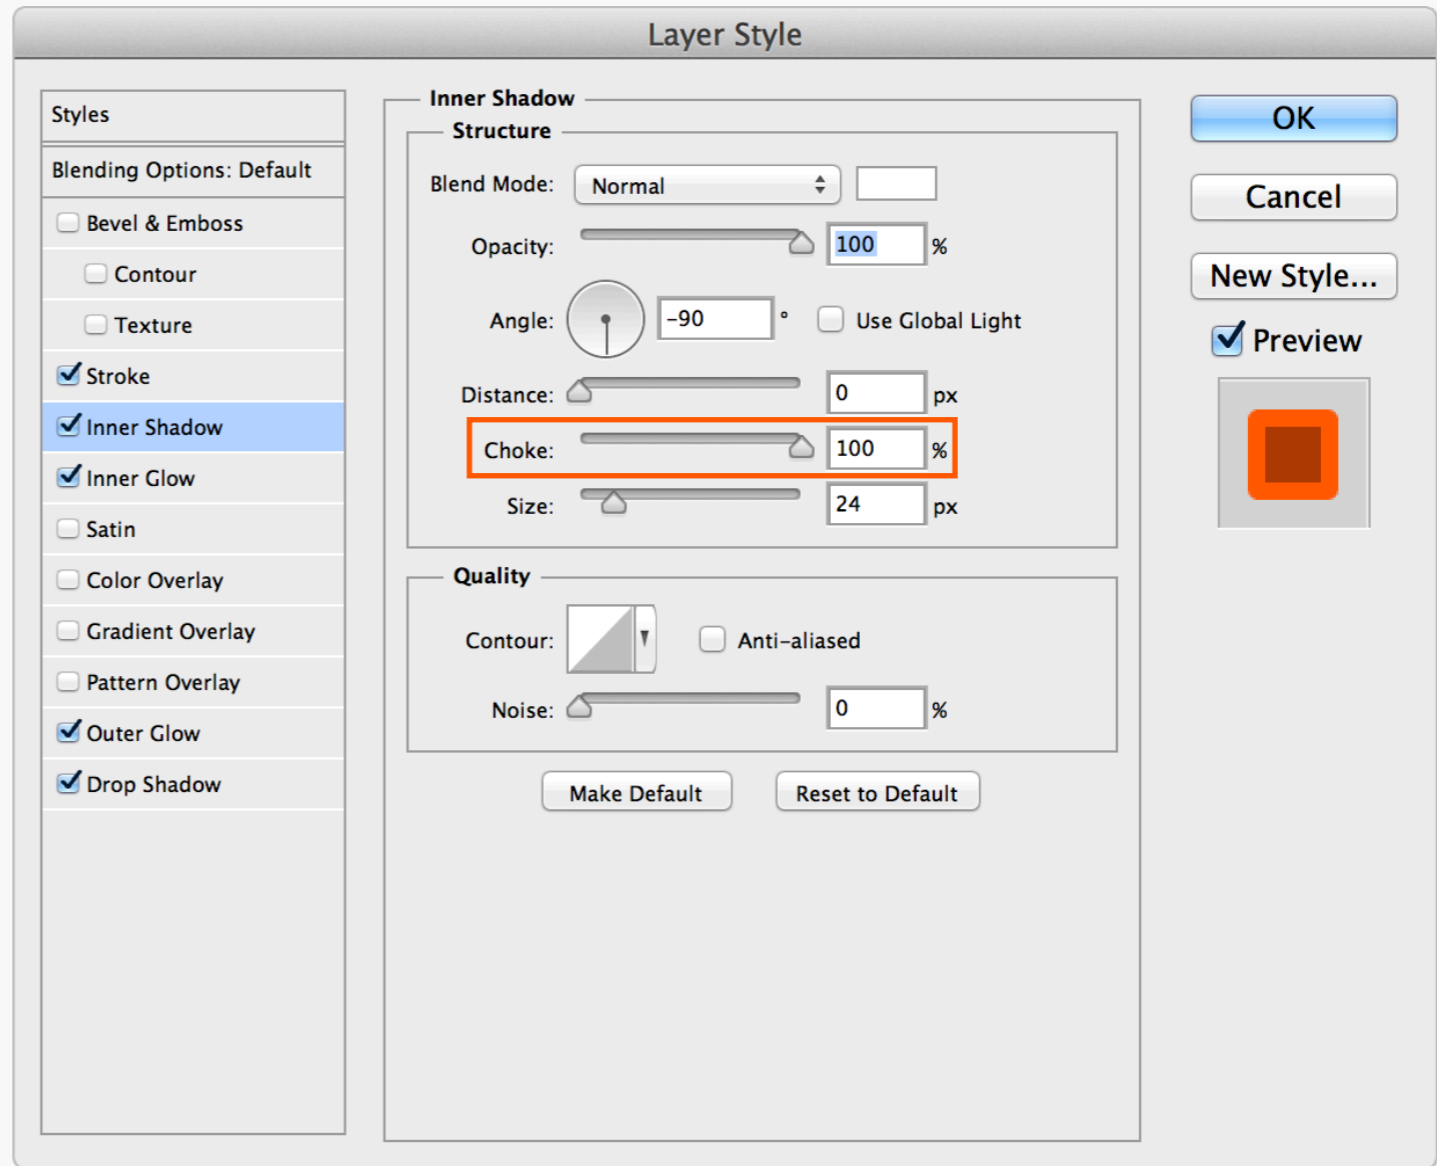 Layer Style
Styles
Blending Options: Default
Bevel & Emboss
Contour
Texture
Stroke
Inner Shadow
Inner Glow
Satin
Color Overlay
Gradient Overlay
Pattern Overlay
Outer Glow
Drop Shadow
Inner Shadow
Structure
Blend Mode: Normal
Opacity: 100 %
Angle: -90 ° Use Global Light
Distance: 0 px
Choke: 100 %
Size: 24 px
Quality
Contour: Anti-aliased
Noise: 0 %
Make Default Reset to Default
OK
Cancel
New Style...
Preview